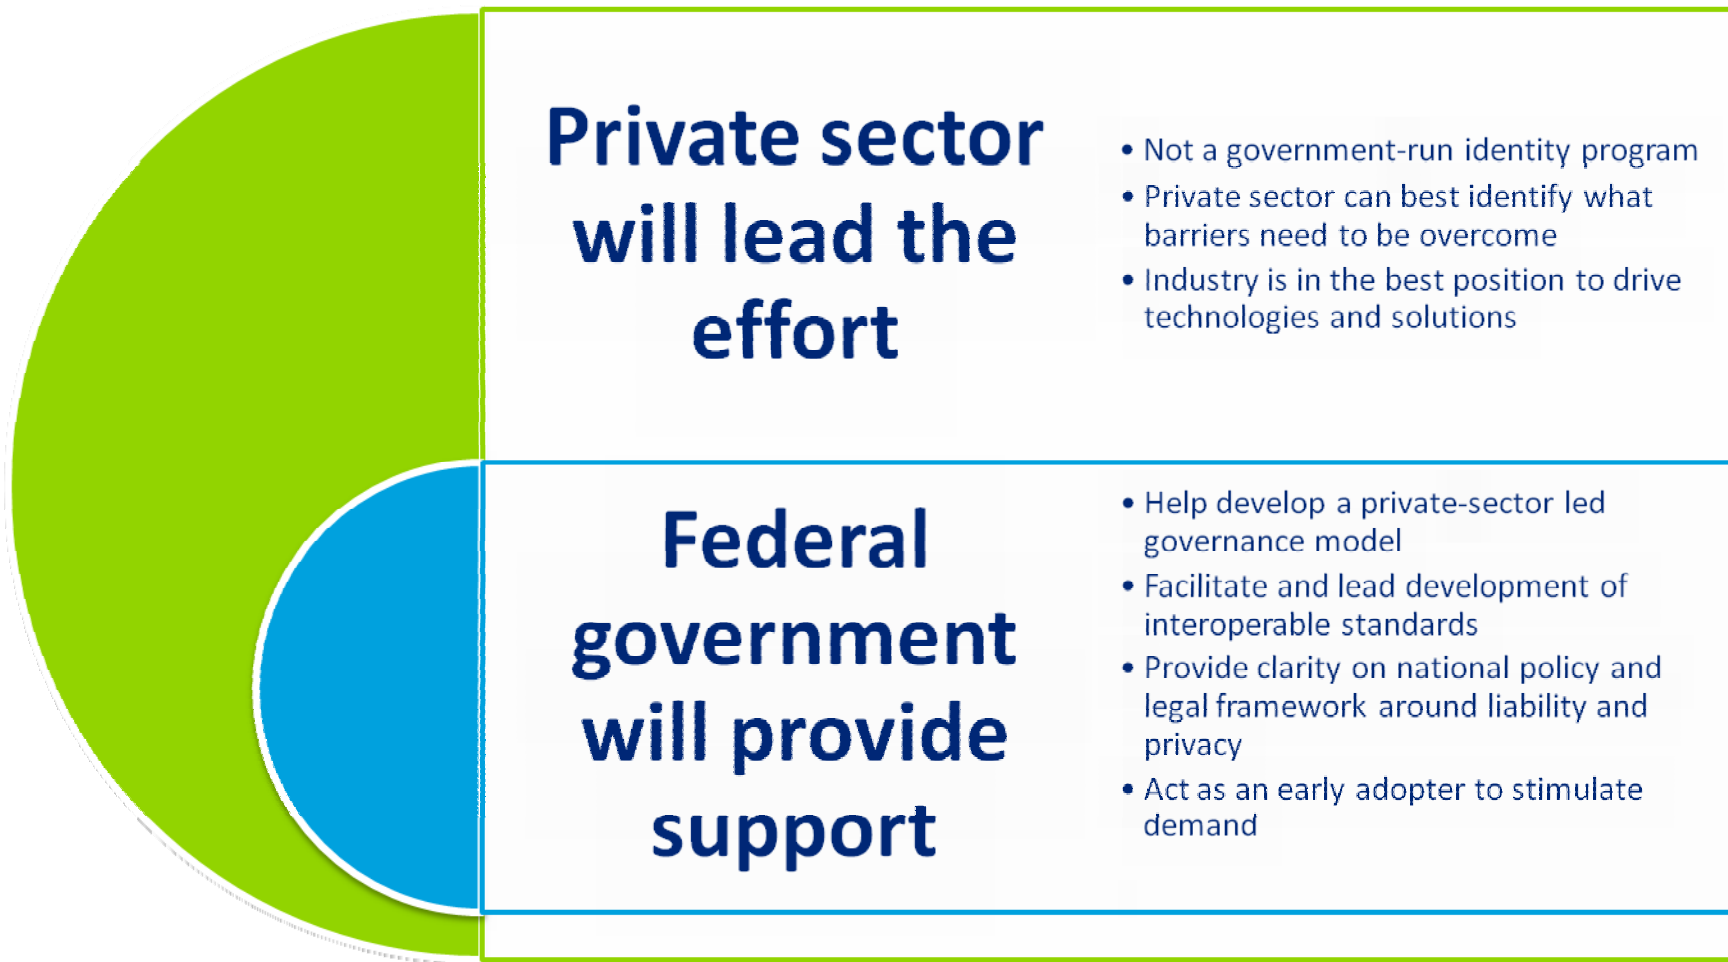 Private sector
will lead the
effort
• Not a government-run identity program
• Private sector can best identify what
barriers need to be overcome
• Industry is in the best position to drive
technologies and solutions
Federal
government
will provide
support
• Help develop a private-sector led
governance model
• Facilitate and lead development of
interoperable standards
• Provide clarity on national policy and
legal framework around liability and
privacy
• Act as an early adopter to stimulate
demand